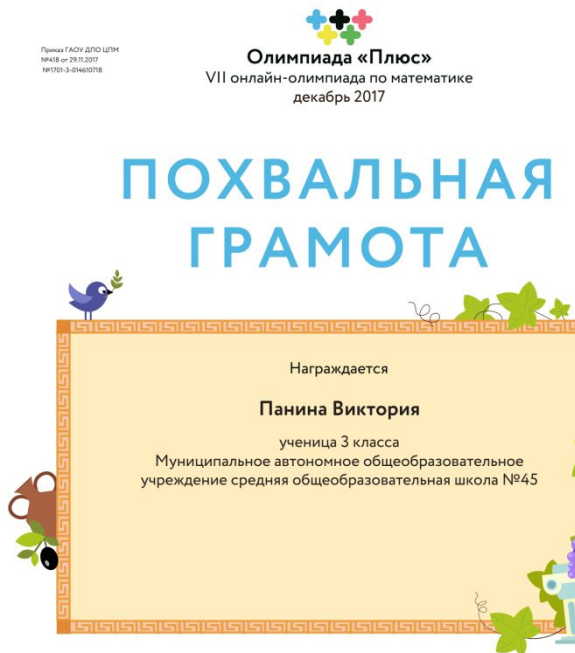 Приказ ГАОУ ДПО ЦПМ
№418 от 29.11.2017
№1701-3-014610718
Олимпиада «Плюс»
VII онлайн-олимпиада по математике
декабрь 2017
ПОХВАЛЬНАЯ
ГРАМОТА
Награждается
Панина Виктория
ученица 3 класса
Муниципальное автономное общеобразовательное
учреждение средняя общеобразовательная школа №45